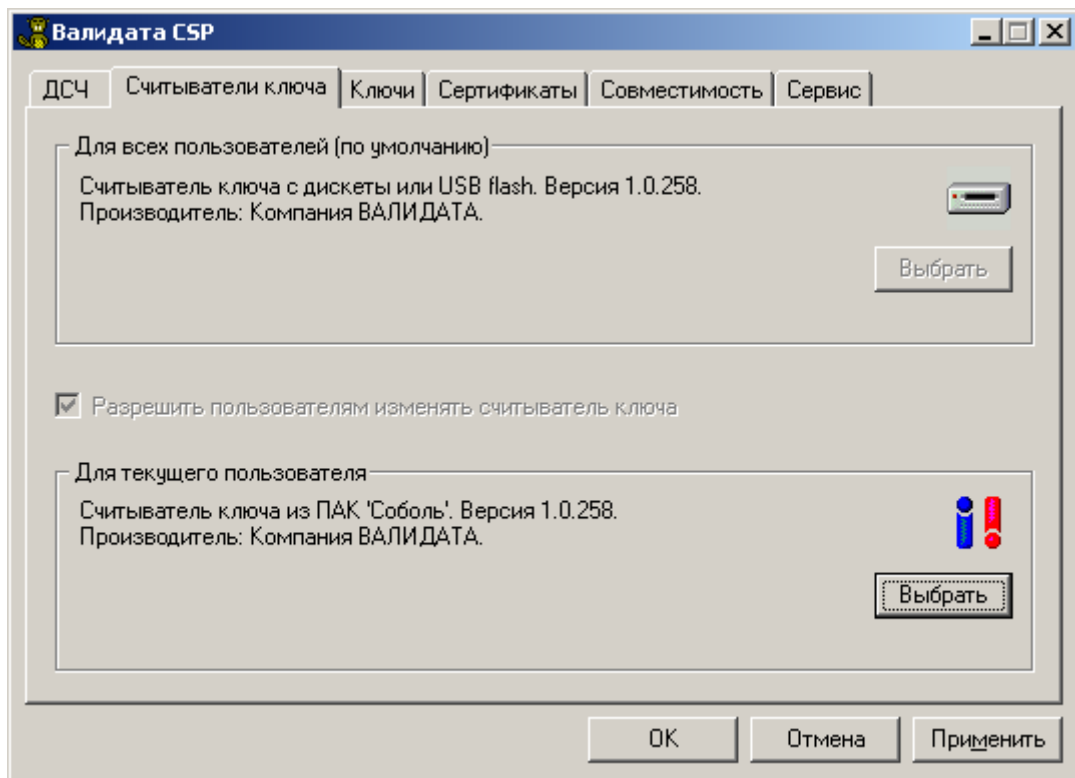 Валидата CSP
ДСЧ
Считыватели ключа
Ключи
Сертификаты
Совместимость
Сервис
Для всех пользователей (по умолчанию)
Считыватель ключа с дискеты или USB flash. Версия 1.0.258.
Производитель: Компания ВАЛИДАТА.
Выбрать
Разрешить пользователям изменять считыватель ключа
Для текущего пользователя
Считыватель ключа из ПАК 'Соболь'. Версия 1.0.258.
Производитель: Компания ВАЛИДАТА.
Выбрать
OK
Отмена
Применить